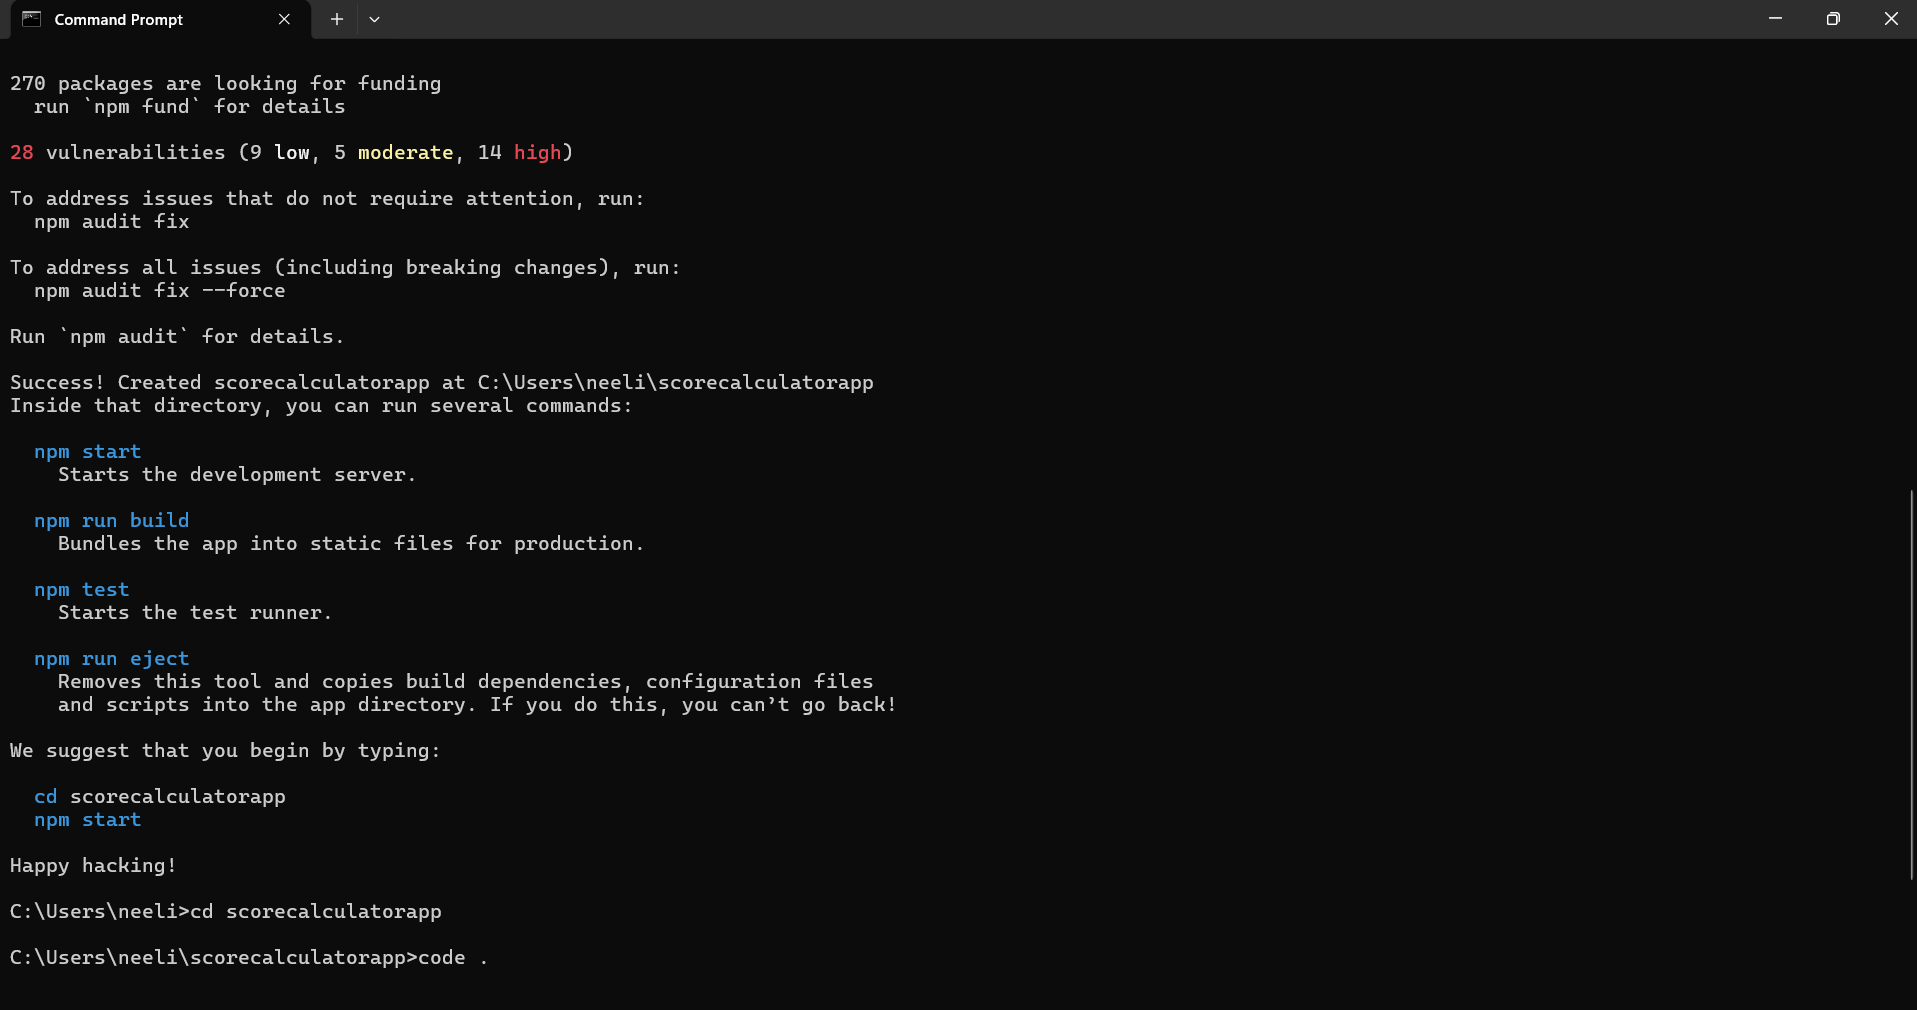 Command Prompt
270 packages are looking for funding
  run `npm fund` for details
28 vulnerabilities (9 low, 5 moderate, 14 high)
To address issues that do not require attention, run:
  npm audit fix
To address all issues (including breaking changes), run:
  npm audit fix --force
Run `npm audit` for details.
Success! Created scorecalculatorapp at C:\Users\neeli\scorecalculatorapp
Inside that directory, you can run several commands:
  npm start
    Starts the development server.
  npm run build
    Bundles the app into static files for production.
  npm test
    Starts the test runner.
  npm run eject
    Removes this tool and copies build dependencies, configuration files
    and scripts into the app directory. If you do this, you can’t go back!
We suggest that you begin by typing:
  cd scorecalculatorapp
  npm start
Happy hacking!
C:\Users\neeli>cd scorecalculatorapp
C:\Users\neeli\scorecalculatorapp>code .